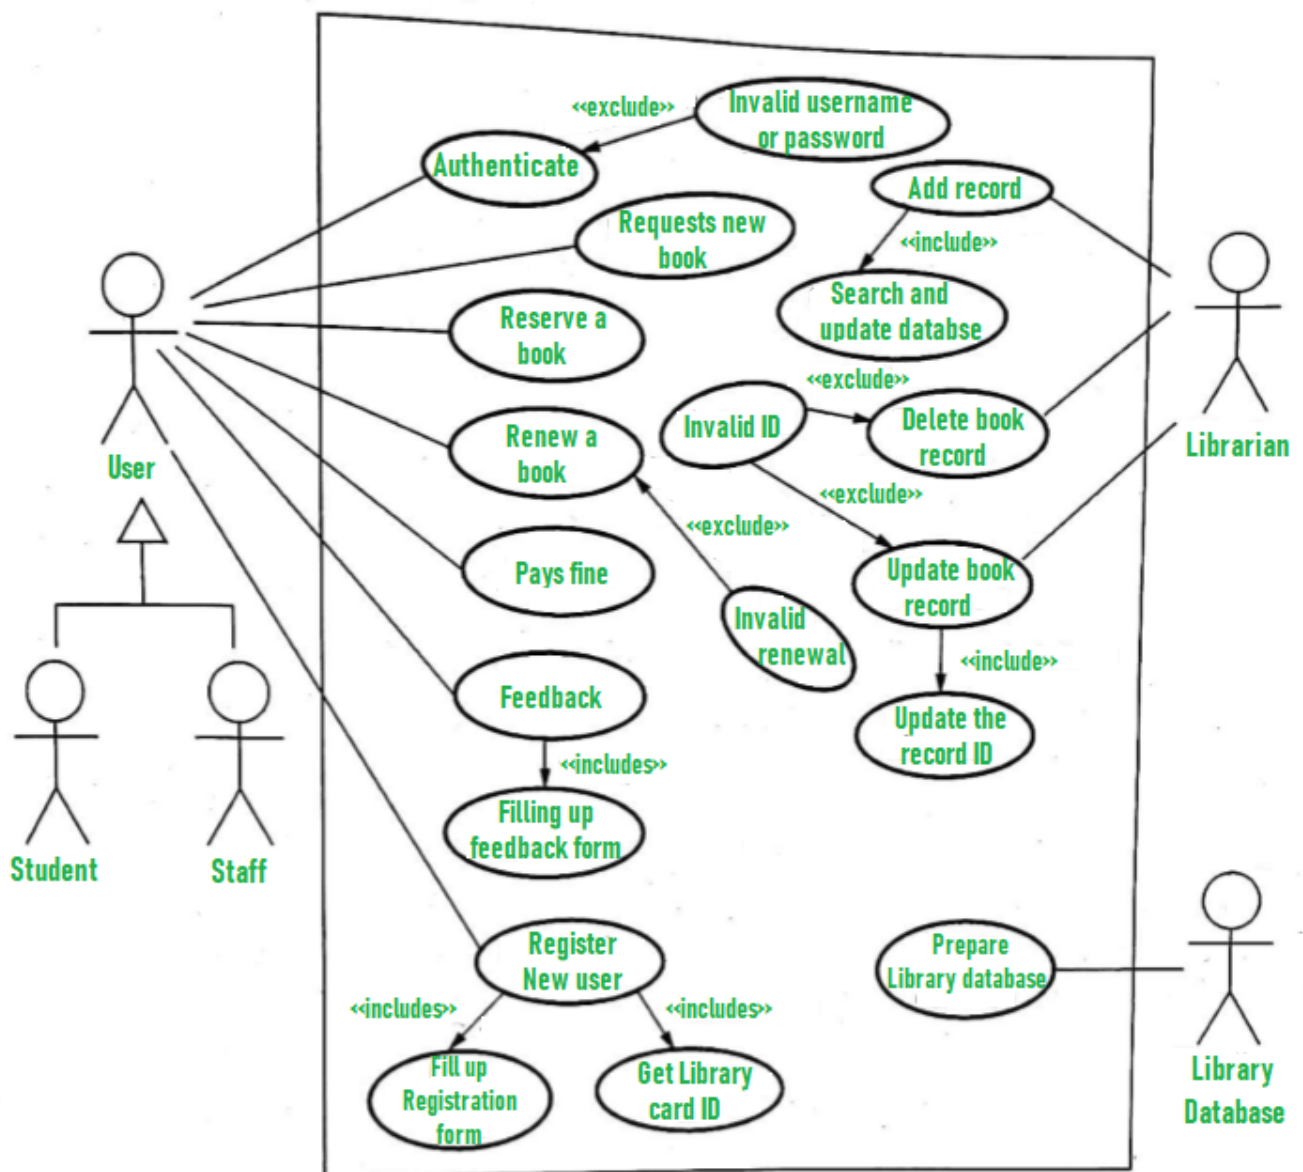 <<exclude>>
Invalid username
or password
Authenticate
Add record
Requests new
book
<<include>>
Search and
update databse
Reserve a
book
<<exclude>>
Invalid ID
Delete book
record
Renew a
book
Librarian
User
<<exclude>>
<<exclude>>
Pays fine
Update book
record
Invalid
renewal
<<include>>
Feedback
Update the
record ID
<<includes>>
Filling up
feedback form
Student
Staff
Register
New user
Prepare
Library database
<<includes>>
<<includes>>
Fill up
Registration
form
Get Library
card ID
Library
Database